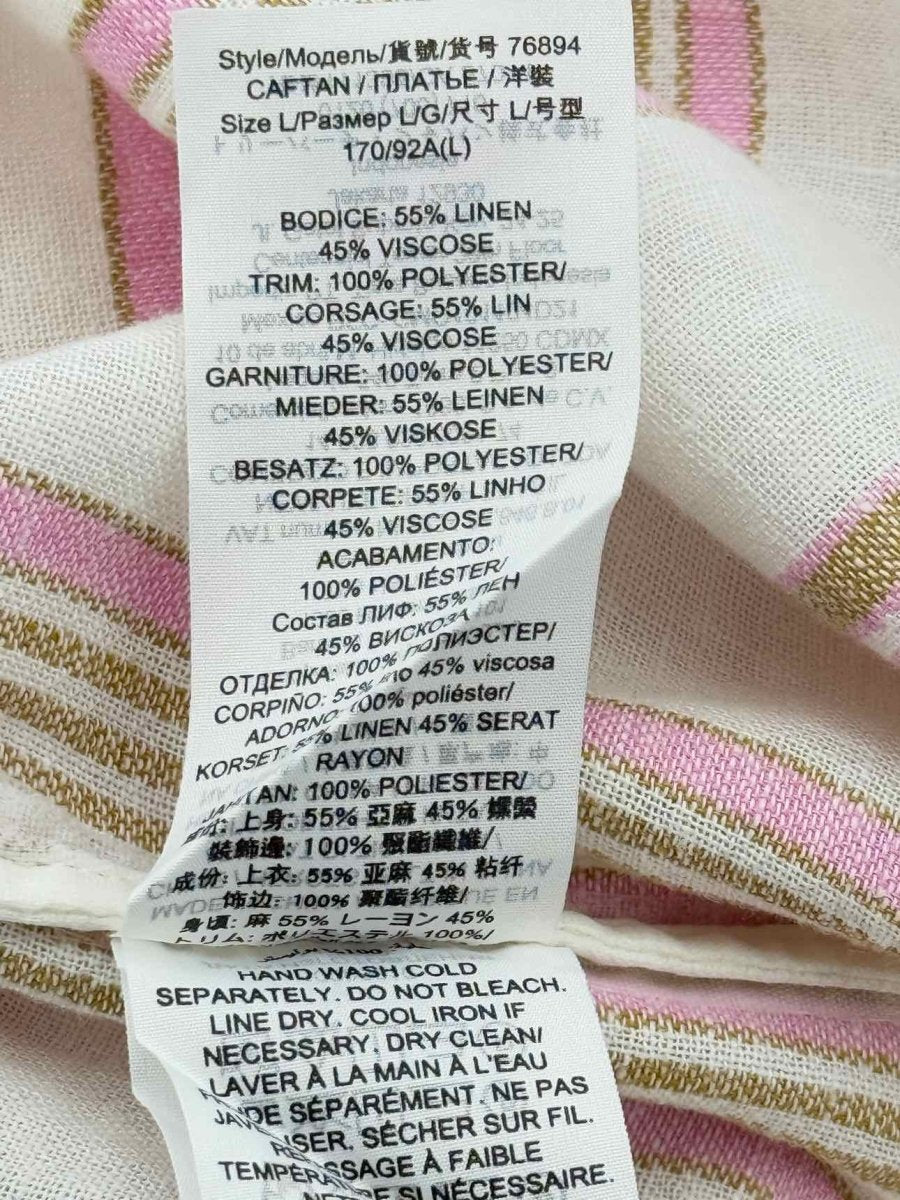 Style/Модель/貨號/货号 76894
CAFTAN / ПЛАТЬЕ / 洋裝
Size L/Размер L/G/尺寸 L/号型
170/92A(L)
BODICE: 55% LINEN
45% VISCOSE
TRIM: 100% POLYESTER/
CORSAGE: 55% LIN
45% VISCOSE
GARNITURE: 100% POLYESTER/
MIEDER: 55% LEINEN
45% VISKOSE
BESATZ: 100% POLYESTER/
CORPETE: 55% LINHO
45% VISCOSE
ACABAMENTO:
100% POLIÉSTER/
Состав ЛИФ: 55% ЛЕН
45% ВИСКОЗА
ОТДЕЛКА: 100% ПОЛИЭСТЕР/
CORPIÑO: 55% 45% viscosa
ADORNO 100% poliéster/
KORSET: 55% LINEN 45% SERAT
RAYON
100% POLIESTER/
上身: 55% 亞麻 45% 嫘縈
裝飾邊: 100% 聚酯纖維/
成份: 上衣: 55% 亚麻 45% 粘纤
饰边: 100% 聚酯纤维/
身頃: 麻 55% レーヨン 45%
トリム: ポリエステル 100%/
HAND WASH COLD
SEPARATELY. DO NOT BLEACH.
LINE DRY. COOL IRON IF
NECESSARY. DRY CLEAN/
LAVER À LA MAIN À L'EAU
SÉPARÉMENT. NE PAS
SÉCHER SUR FIL.
À FAIBLE
SI NÉCESSAIRE.